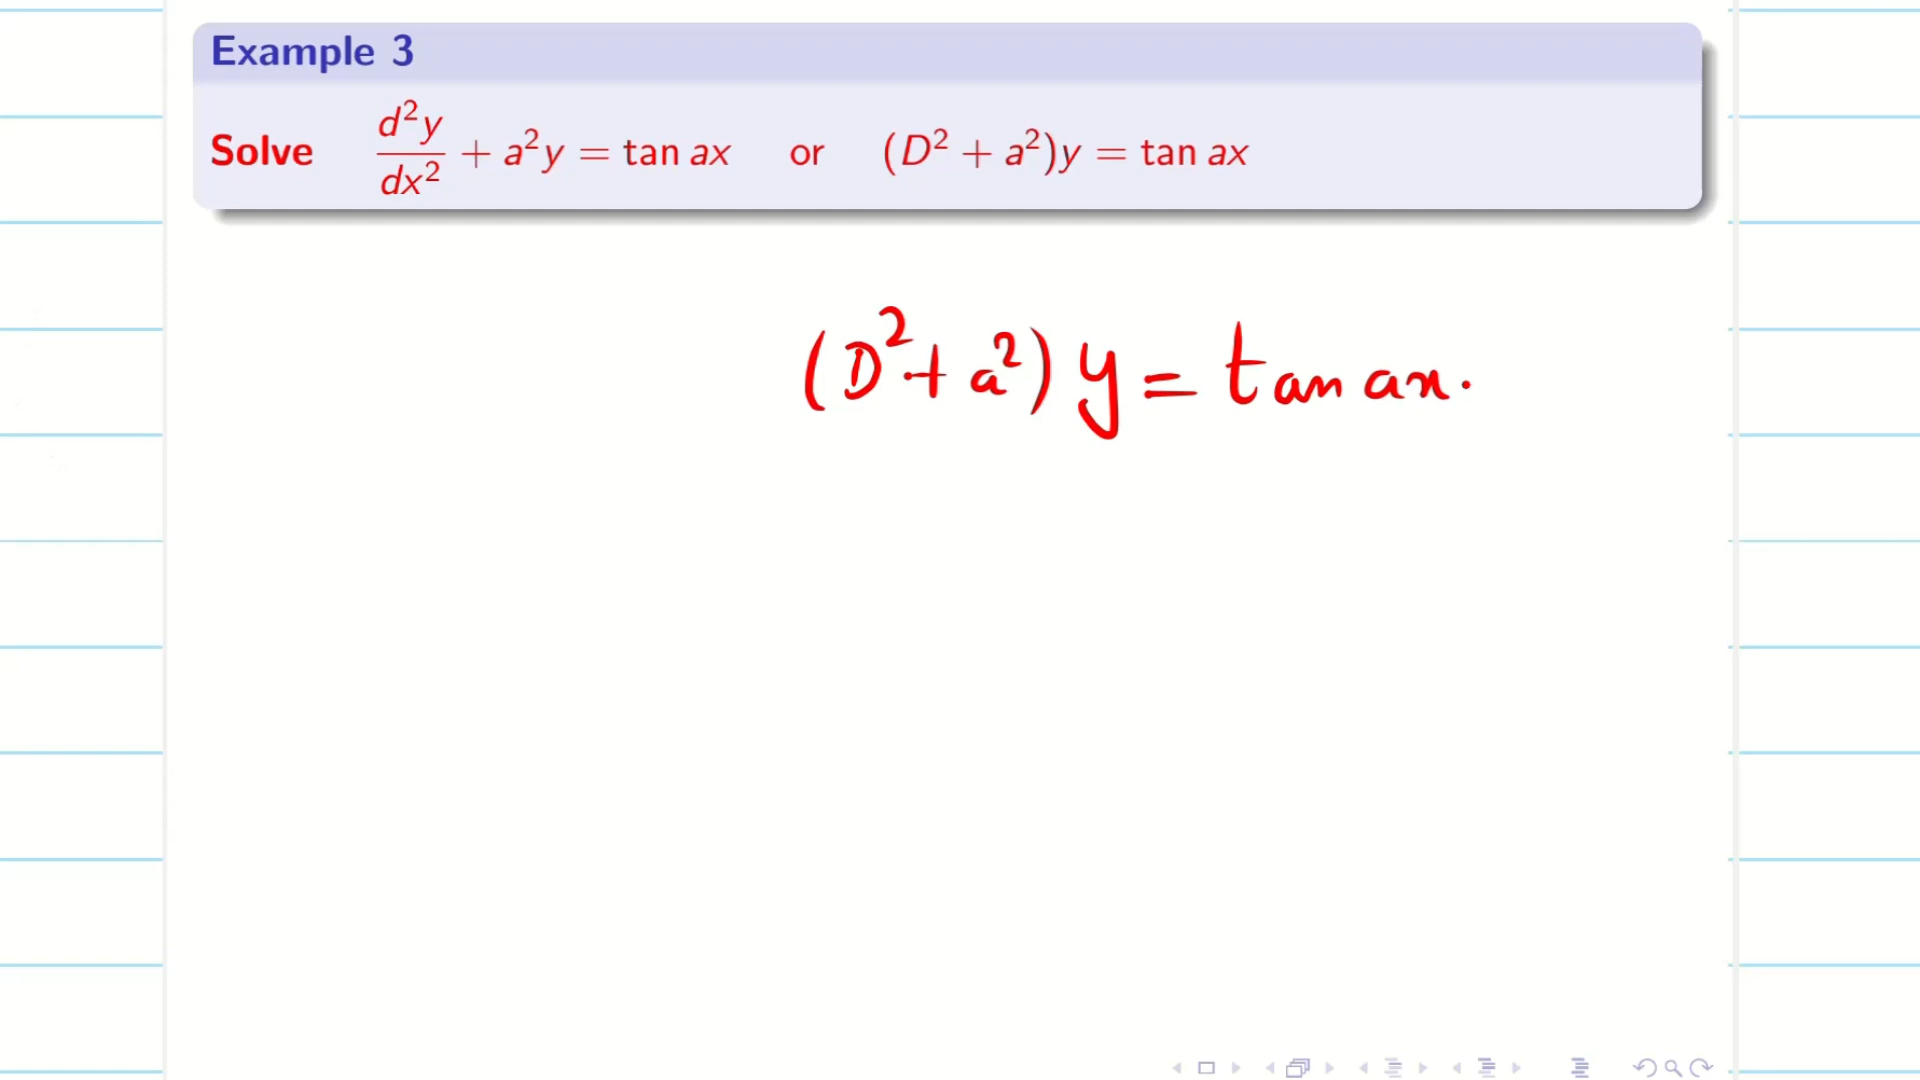 Example 3
Solve d²y/dx² + a²y = tan ax or (D² + a²)y = tan ax
(D² + a²) y = tan ax.